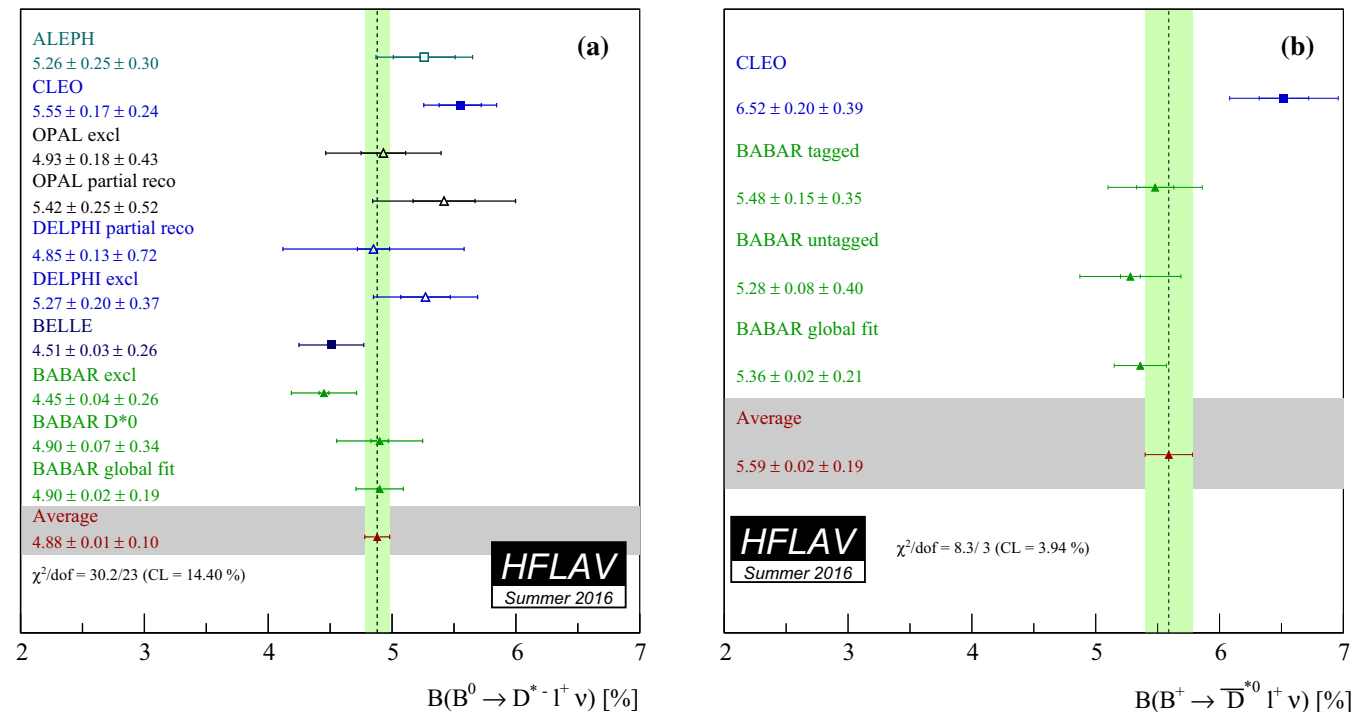 (a)
ALEPH
5.26 ± 0.25 ± 0.30
CLEO
5.55 ± 0.17 ± 0.24
OPAL excl
4.93 ± 0.18 ± 0.43
OPAL partial reco
5.42 ± 0.25 ± 0.52
DELPHI partial reco
4.85 ± 0.13 ± 0.72
DELPHI excl
5.27 ± 0.20 ± 0.37
BELLE
4.51 ± 0.03 ± 0.26
BABAR excl
4.45 ± 0.04 ± 0.26
BABAR D*0
4.90 ± 0.07 ± 0.34
BABAR global fit
4.90 ± 0.02 ± 0.19
Average
4.88 ± 0.01 ± 0.10
χ²/dof = 30.2/23 (CL = 14.40 %)
HFLAV
Summer 2016
2 3 4 5 6 7
B(B⁰ → D*⁻ l⁺ ν) [%]
(b)
CLEO
6.52 ± 0.20 ± 0.39
BABAR tagged
5.48 ± 0.15 ± 0.35
BABAR untagged
5.28 ± 0.08 ± 0.40
BABAR global fit
5.36 ± 0.02 ± 0.21
Average
5.59 ± 0.02 ± 0.19
HFLAV
Summer 2016
χ²/dof = 8.3/ 3 (CL = 3.94 %)
2 3 4 5 6 7
B(B⁺ → D̅*⁰ l⁺ ν) [%]